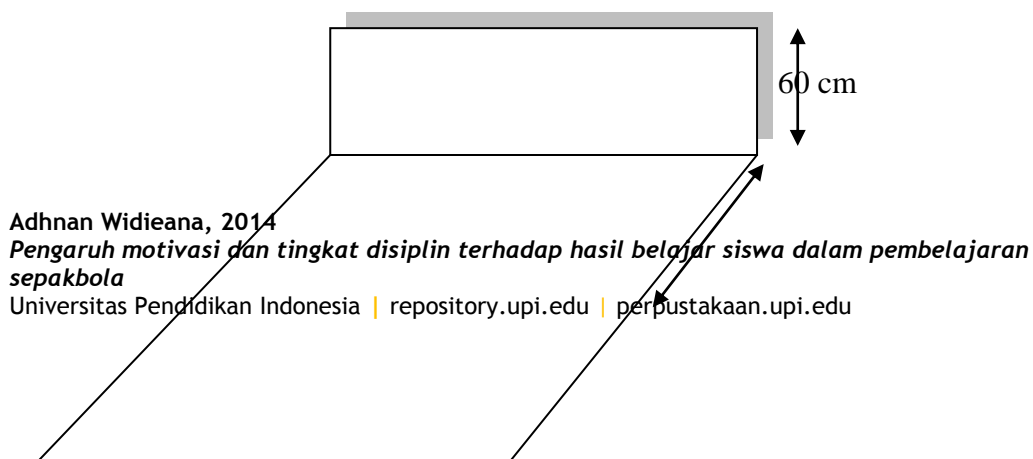 60 cm
Adhnan Widieana, 2014
Pengaruh motivasi dan tingkat disiplin terhadap hasil belajar siswa dalam pembelajaran
sepakbola
Universitas Pendidikan Indonesia | repository.upi.edu | perpustakaan.upi.edu